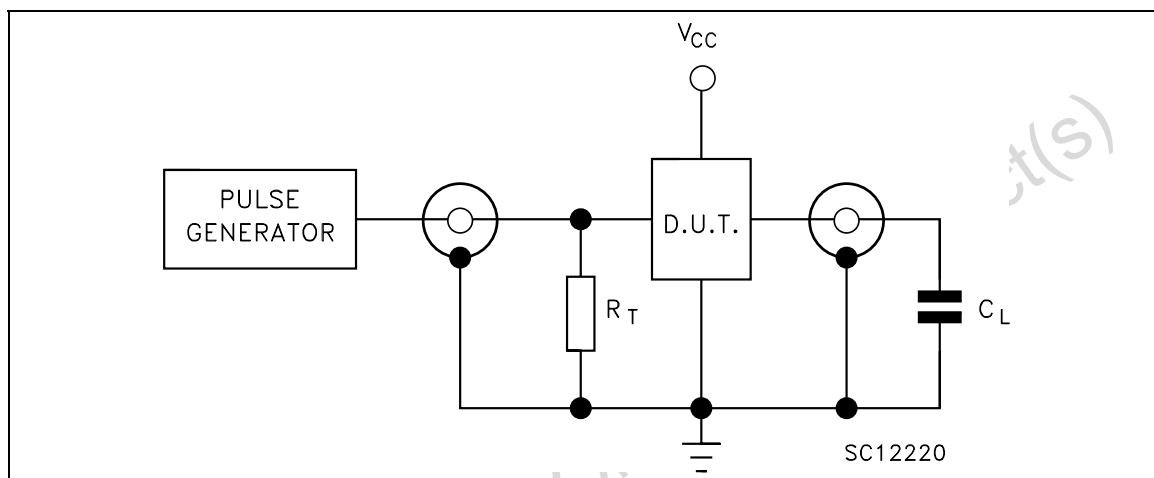 VCC
PULSE
GENERATOR
D.U.T.
RT
CL
SC12220